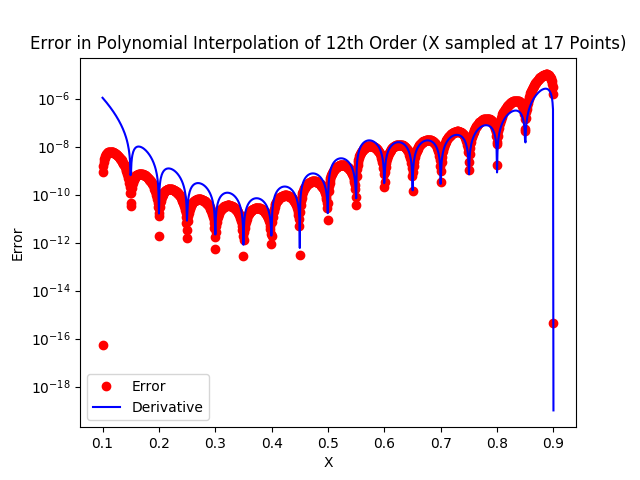 Error in Polynomial Interpolation of 12th Order (X sampled at 17 Points)
Error
10⁻⁶
10⁻⁸
10⁻¹⁰
10⁻¹²
10⁻¹⁴
10⁻¹⁶
10⁻¹⁸
Error
Derivative
0.1 0.2 0.3 0.4 0.5 0.6 0.7 0.8 0.9
X